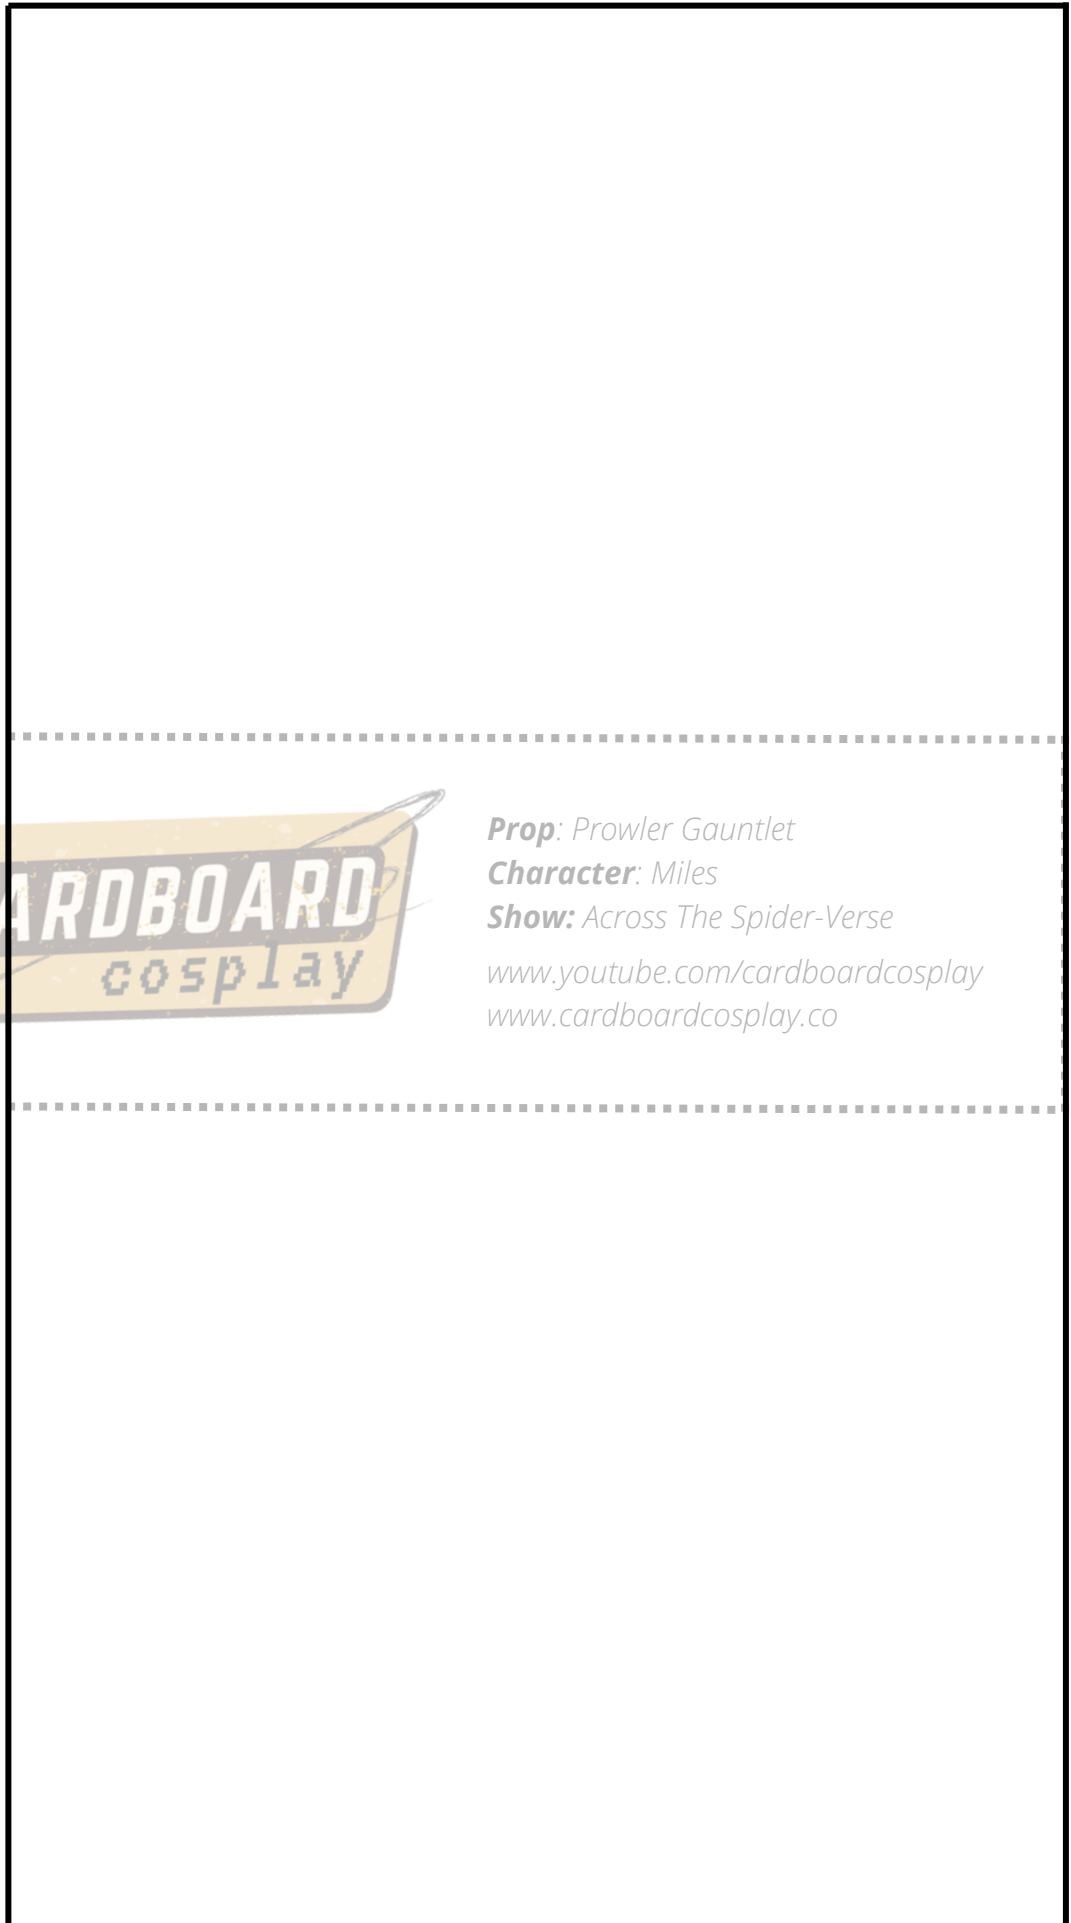 ARDBOARD
cosplay
Prop: Prowler Gauntlet
Character: Miles
Show: Across The Spider-Verse
www.youtube.com/cardboardcosplay
www.cardboardcosplay.co